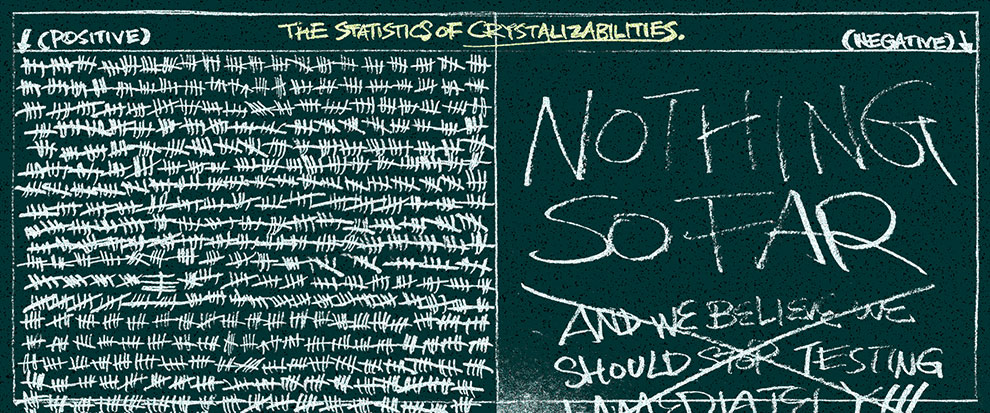 THE STATISTICS OF CRYSTALIZABILITIES.
(POSITIVE)
(NEGATIVE)
NOTHING
SO FAR
AND WE BELIEVE WE
SHOULD STOP TESTING
IMMEDIATELY!!!!